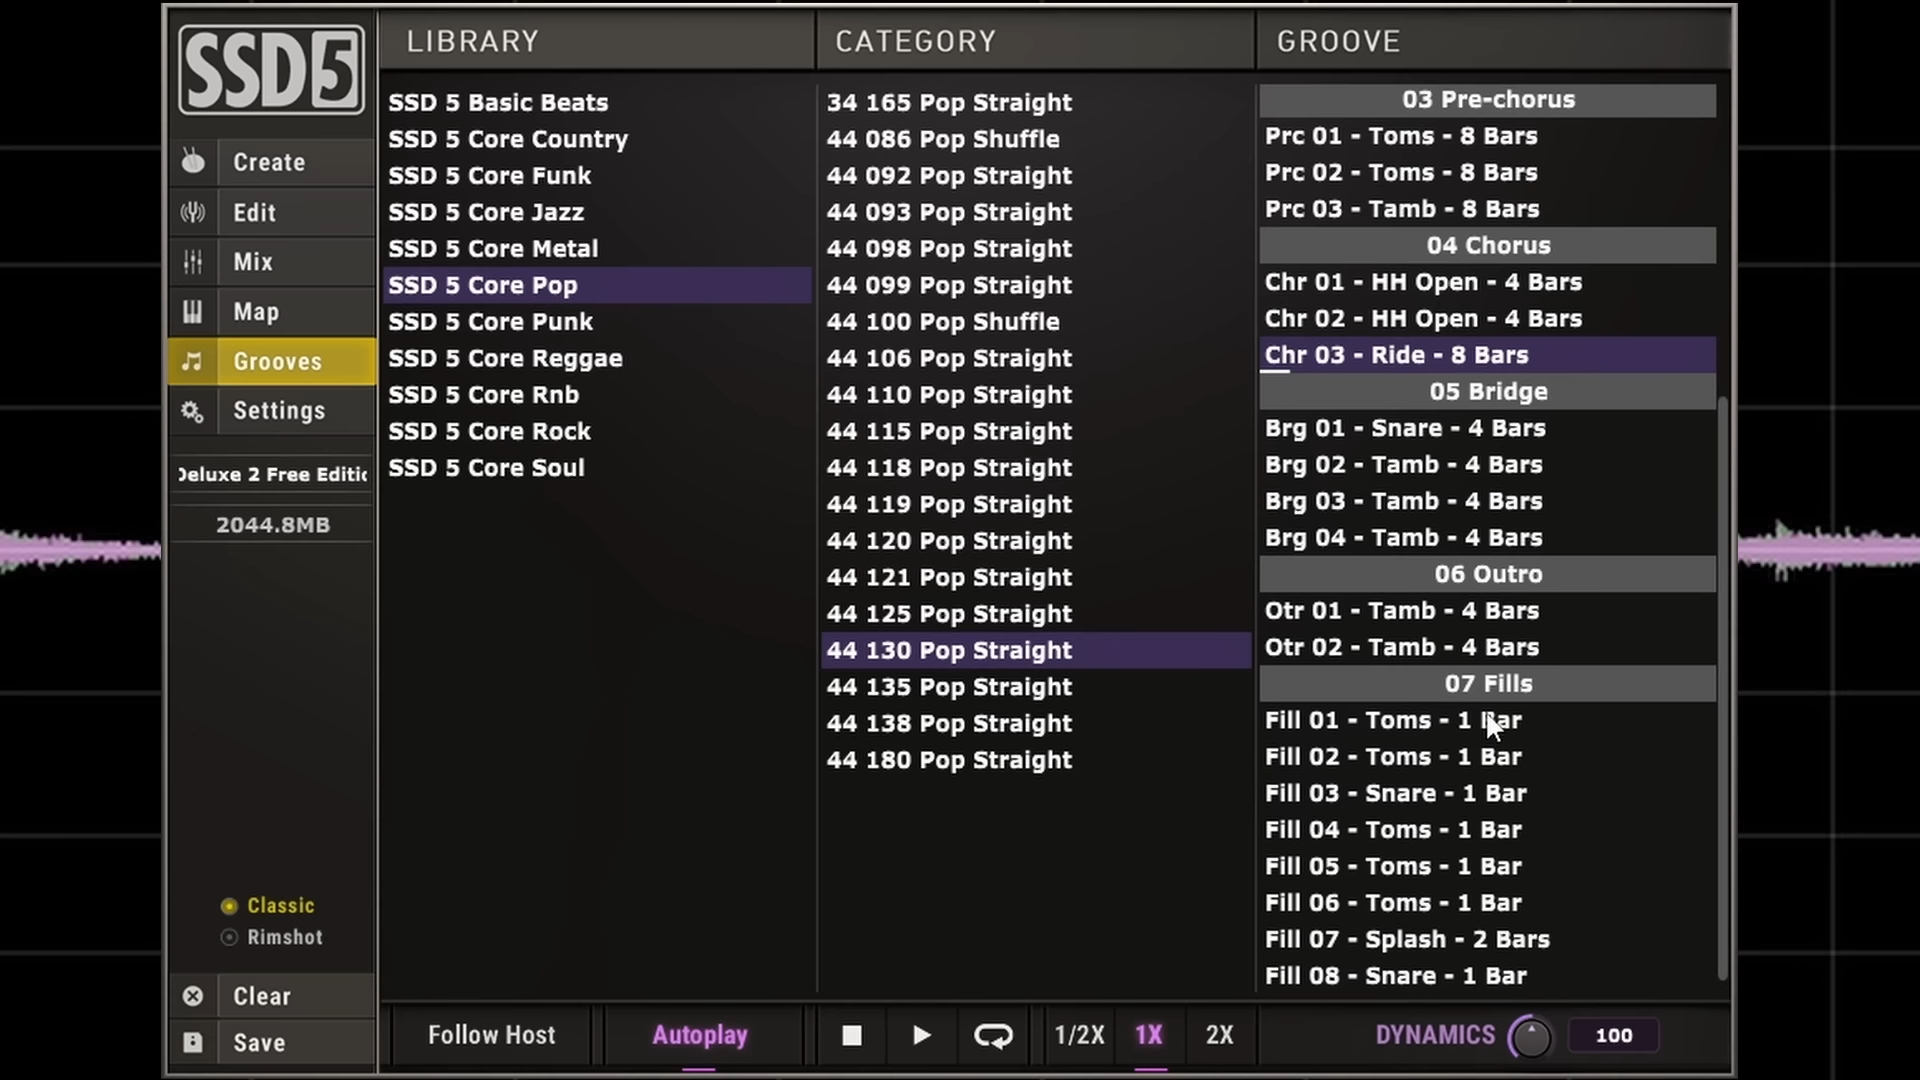 SSD5
Create
Edit
Mix
Map
Grooves
Settings
Deluxe 2 Free Editic
2044.8MB
Classic
Rimshot
Clear
Save
LIBRARY
SSD 5 Basic Beats
SSD 5 Core Country
SSD 5 Core Funk
SSD 5 Core Jazz
SSD 5 Core Metal
SSD 5 Core Pop
SSD 5 Core Punk
SSD 5 Core Reggae
SSD 5 Core Rnb
SSD 5 Core Rock
SSD 5 Core Soul
CATEGORY
34 165 Pop Straight
44 086 Pop Shuffle
44 092 Pop Straight
44 093 Pop Straight
44 098 Pop Straight
44 099 Pop Straight
44 100 Pop Shuffle
44 106 Pop Straight
44 110 Pop Straight
44 115 Pop Straight
44 118 Pop Straight
44 119 Pop Straight
44 120 Pop Straight
44 121 Pop Straight
44 125 Pop Straight
44 130 Pop Straight
44 135 Pop Straight
44 138 Pop Straight
44 180 Pop Straight
GROOVE
03 Pre-chorus
Prc 01 - Toms - 8 Bars
Prc 02 - Toms - 8 Bars
Prc 03 - Tamb - 8 Bars
04 Chorus
Chr 01 - HH Open - 4 Bars
Chr 02 - HH Open - 4 Bars
Chr 03 - Ride - 8 Bars
05 Bridge
Brg 01 - Snare - 4 Bars
Brg 02 - Tamb - 4 Bars
Brg 03 - Tamb - 4 Bars
Brg 04 - Tamb - 4 Bars
06 Outro
Otr 01 - Tamb - 4 Bars
Otr 02 - Tamb - 4 Bars
07 Fills
Fill 01 - Toms - 1 Bar
Fill 02 - Toms - 1 Bar
Fill 03 - Snare - 1 Bar
Fill 04 - Toms - 1 Bar
Fill 05 - Toms - 1 Bar
Fill 06 - Toms - 1 Bar
Fill 07 - Splash - 2 Bars
Fill 08 - Snare - 1 Bar
Follow Host
Autoplay
1/2X
1X
2X
DYNAMICS
100